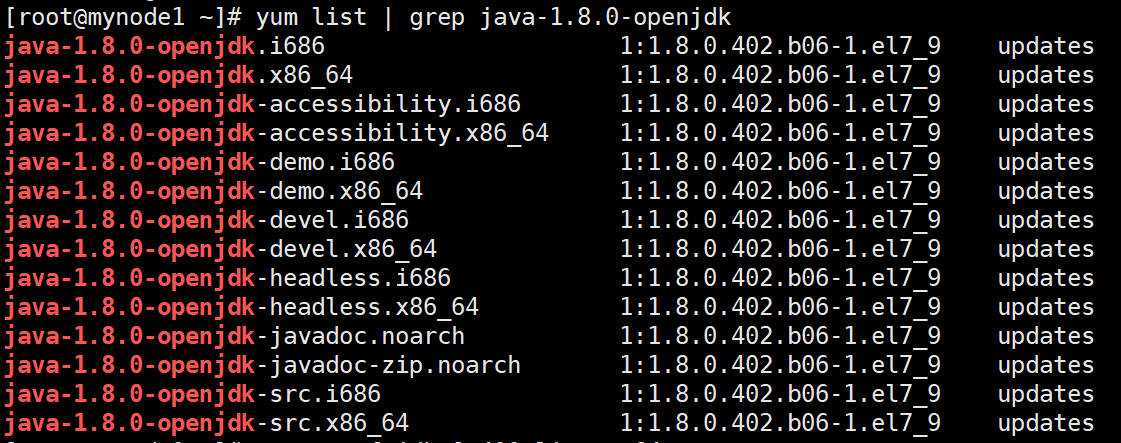 [root@mynode1 ~]# yum list | grep java-1.8.0-openjdk
java-1.8.0-openjdk.i686 1:1.8.0.402.b06-1.el7_9 updates
java-1.8.0-openjdk.x86_64 1:1.8.0.402.b06-1.el7_9 updates
java-1.8.0-openjdk-accessibility.i686 1:1.8.0.402.b06-1.el7_9 updates
java-1.8.0-openjdk-accessibility.x86_64 1:1.8.0.402.b06-1.el7_9 updates
java-1.8.0-openjdk-demo.i686 1:1.8.0.402.b06-1.el7_9 updates
java-1.8.0-openjdk-demo.x86_64 1:1.8.0.402.b06-1.el7_9 updates
java-1.8.0-openjdk-devel.i686 1:1.8.0.402.b06-1.el7_9 updates
java-1.8.0-openjdk-devel.x86_64 1:1.8.0.402.b06-1.el7_9 updates
java-1.8.0-openjdk-headless.i686 1:1.8.0.402.b06-1.el7_9 updates
java-1.8.0-openjdk-headless.x86_64 1:1.8.0.402.b06-1.el7_9 updates
java-1.8.0-openjdk-javadoc.noarch 1:1.8.0.402.b06-1.el7_9 updates
java-1.8.0-openjdk-javadoc-zip.noarch 1:1.8.0.402.b06-1.el7_9 updates
java-1.8.0-openjdk-src.i686 1:1.8.0.402.b06-1.el7_9 updates
java-1.8.0-openjdk-src.x86_64 1:1.8.0.402.b06-1.el7_9 updates